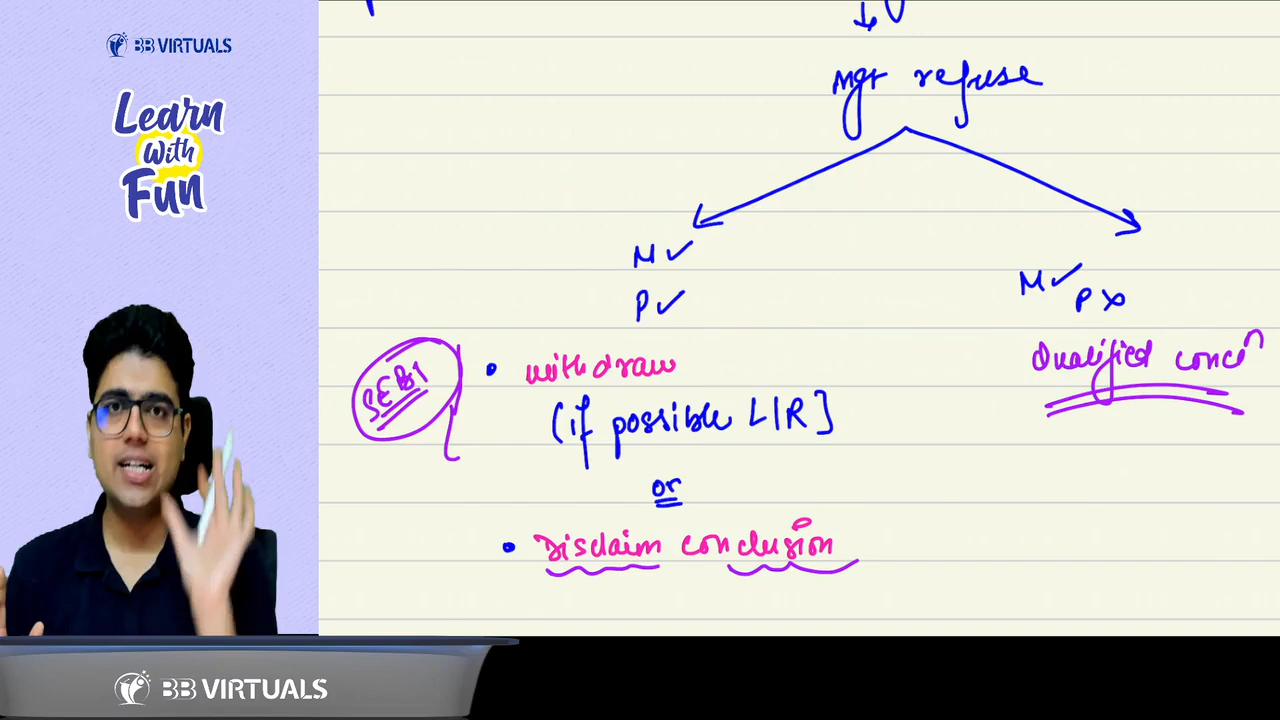 BB VIRTUALS
Learn
With
Fun
Mgt refuse
M ✓
P ✓
M ✓
P ×
Qualified concⁿ
SEBI
• withdraw
(if possible L|R]
or
• Disclaim conclusion
BB VIRTUALS